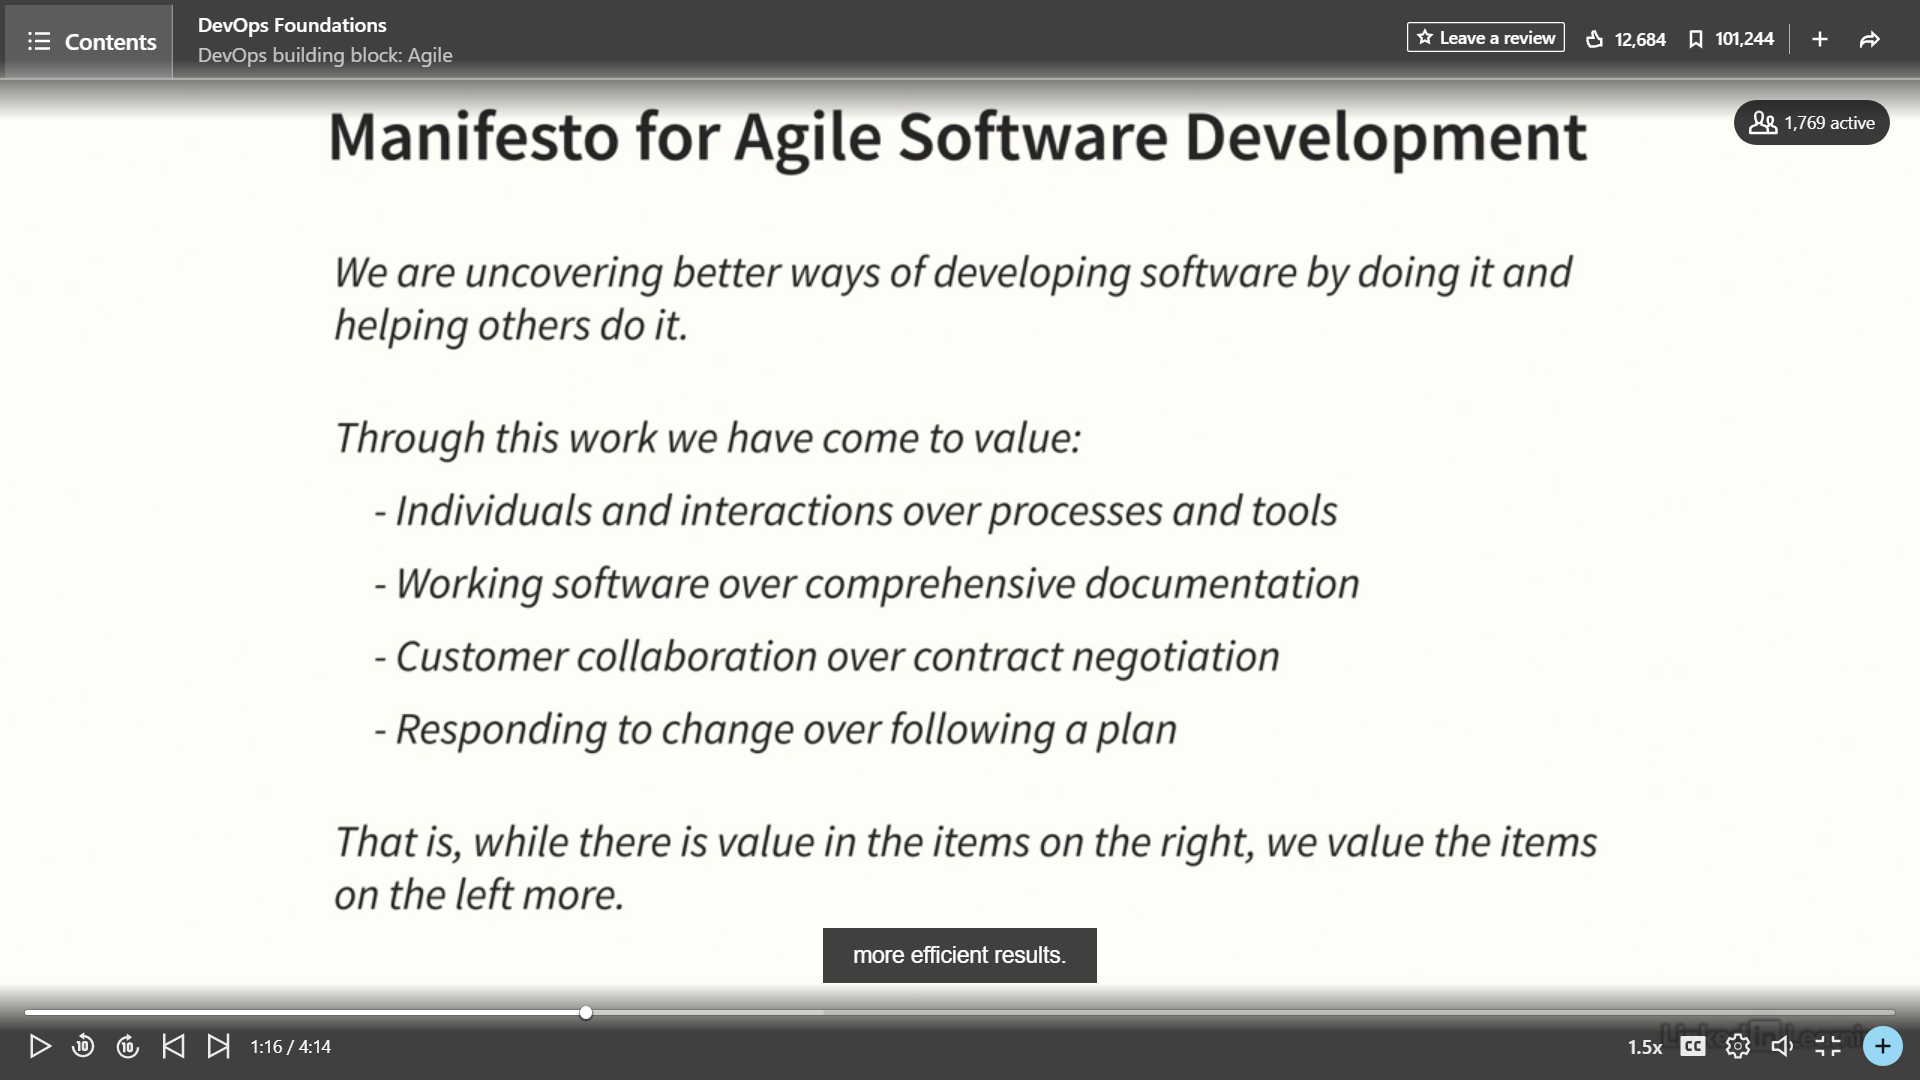 Contents
DevOps Foundations
DevOps building block: Agile
Leave a review
12,684
101,244
1,769 active
Manifesto for Agile Software Development
We are uncovering better ways of developing software by doing it and
helping others do it.
Through this work we have come to value:
- Individuals and interactions over processes and tools
- Working software over comprehensive documentation
- Customer collaboration over contract negotiation
- Responding to change over following a plan
That is, while there is value in the items on the right, we value the items
on the left more.
more efficient results.
10
10
1:16 / 4:14
1.5x
CC